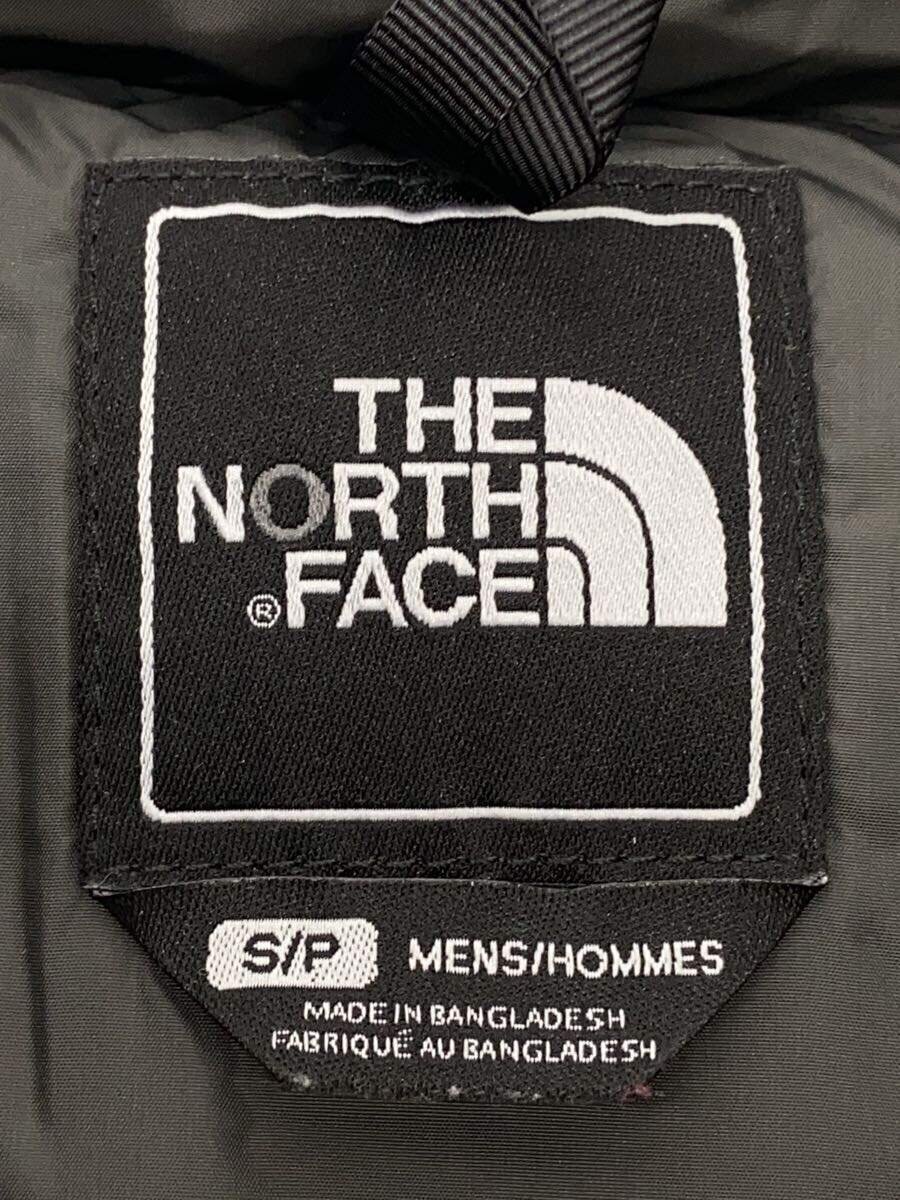 THE
NORTH
® FACE
S/P MENS/HOMMES
MADE IN BANGLADESH
FABRIQUÉ AU BANGLADESH